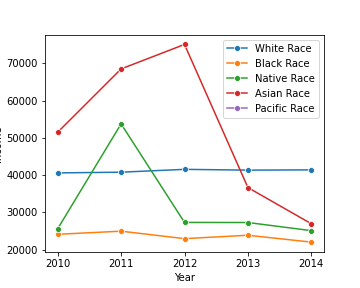 White Race
Black Race
Native Race
Asian Race
Pacific Race
70000
60000
50000
40000
30000
20000
2010
2011
2012
2013
2014
Year